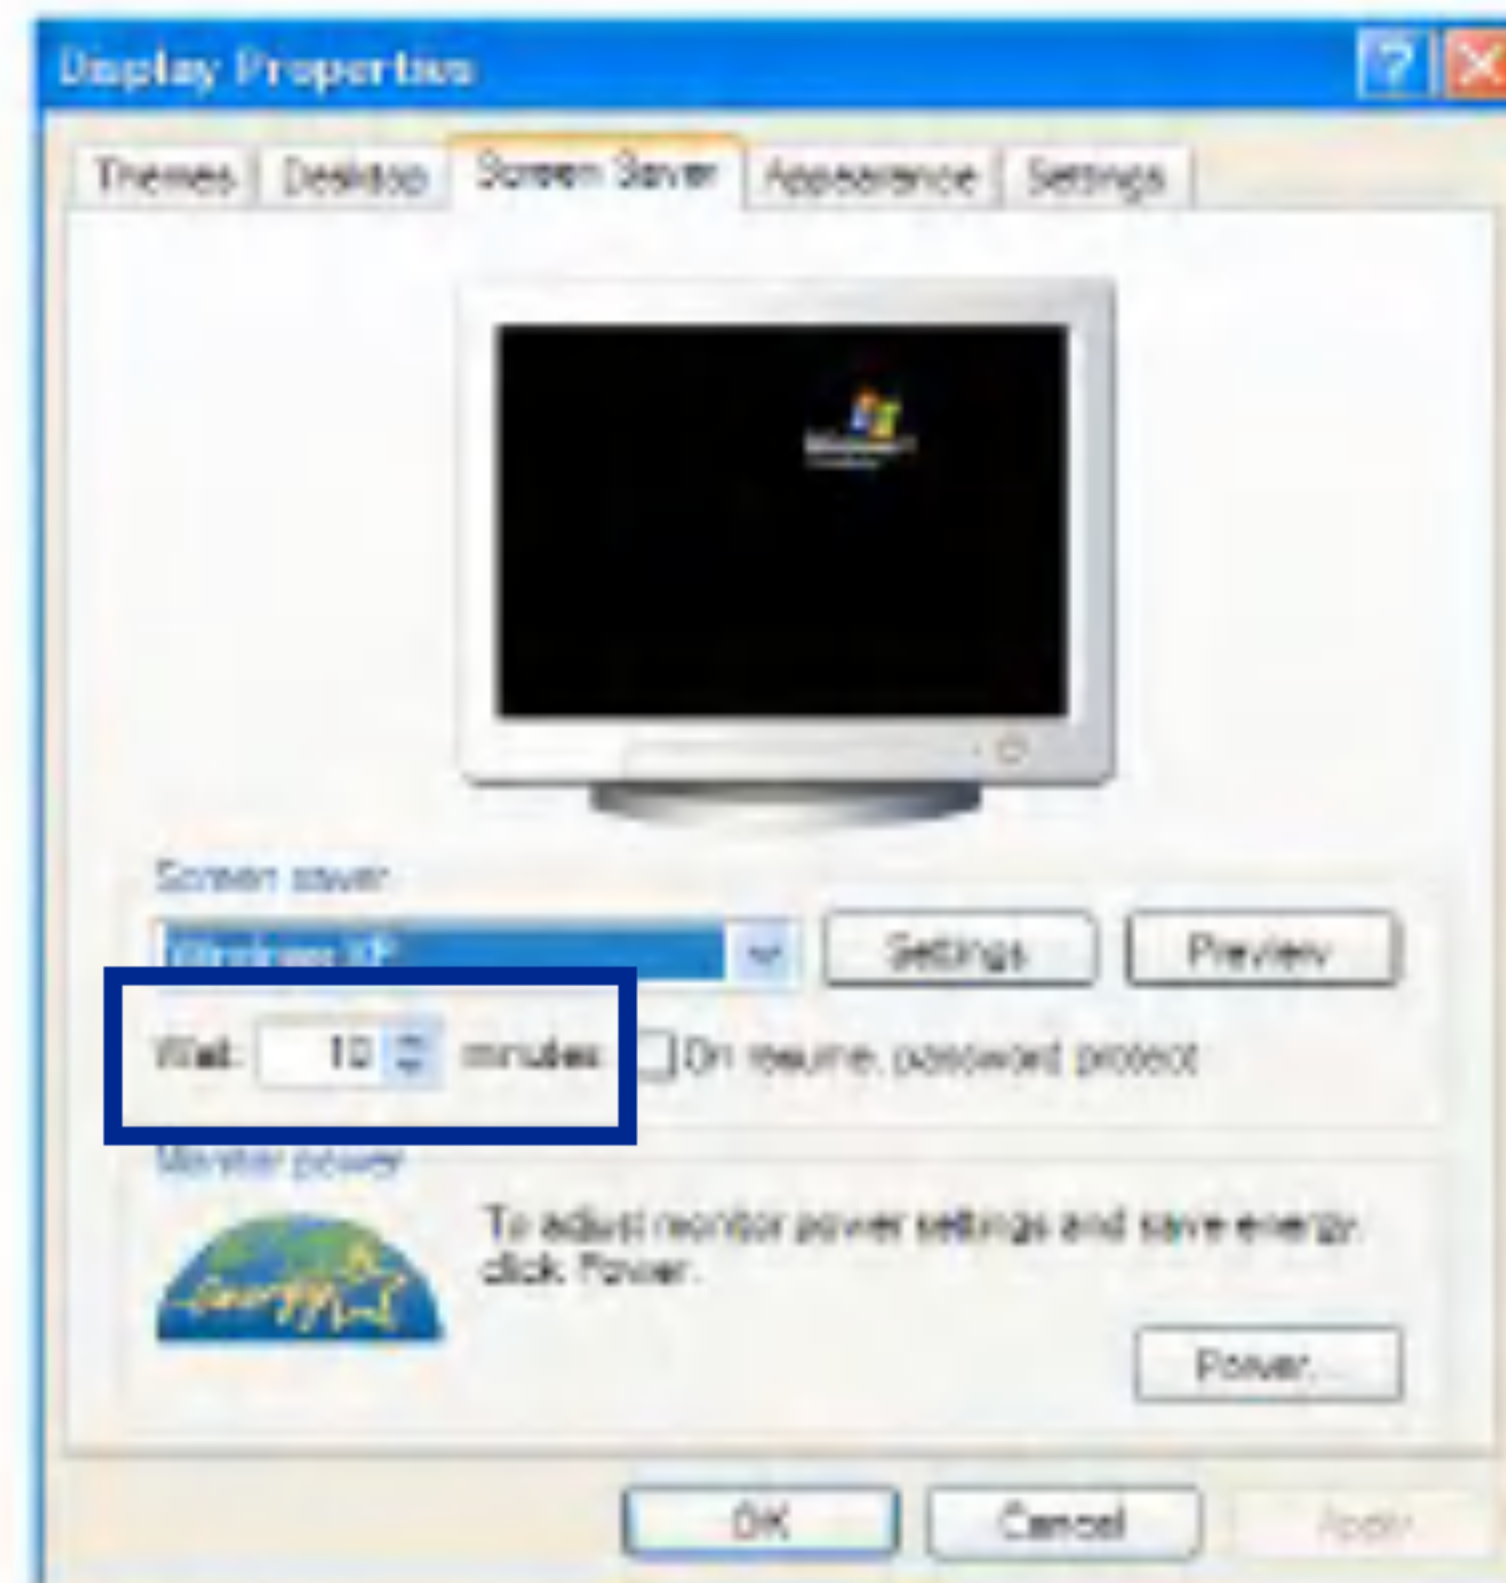 Display Properties
Themes Desktop Screen Saver Appearance Settings
Screen saver
Windows XP Settings Preview
Wait: 10 minutes On resume, password protect
Monitor power
To adjust monitor power settings and save energy,
click Power.
Power...
OK Cancel Apply